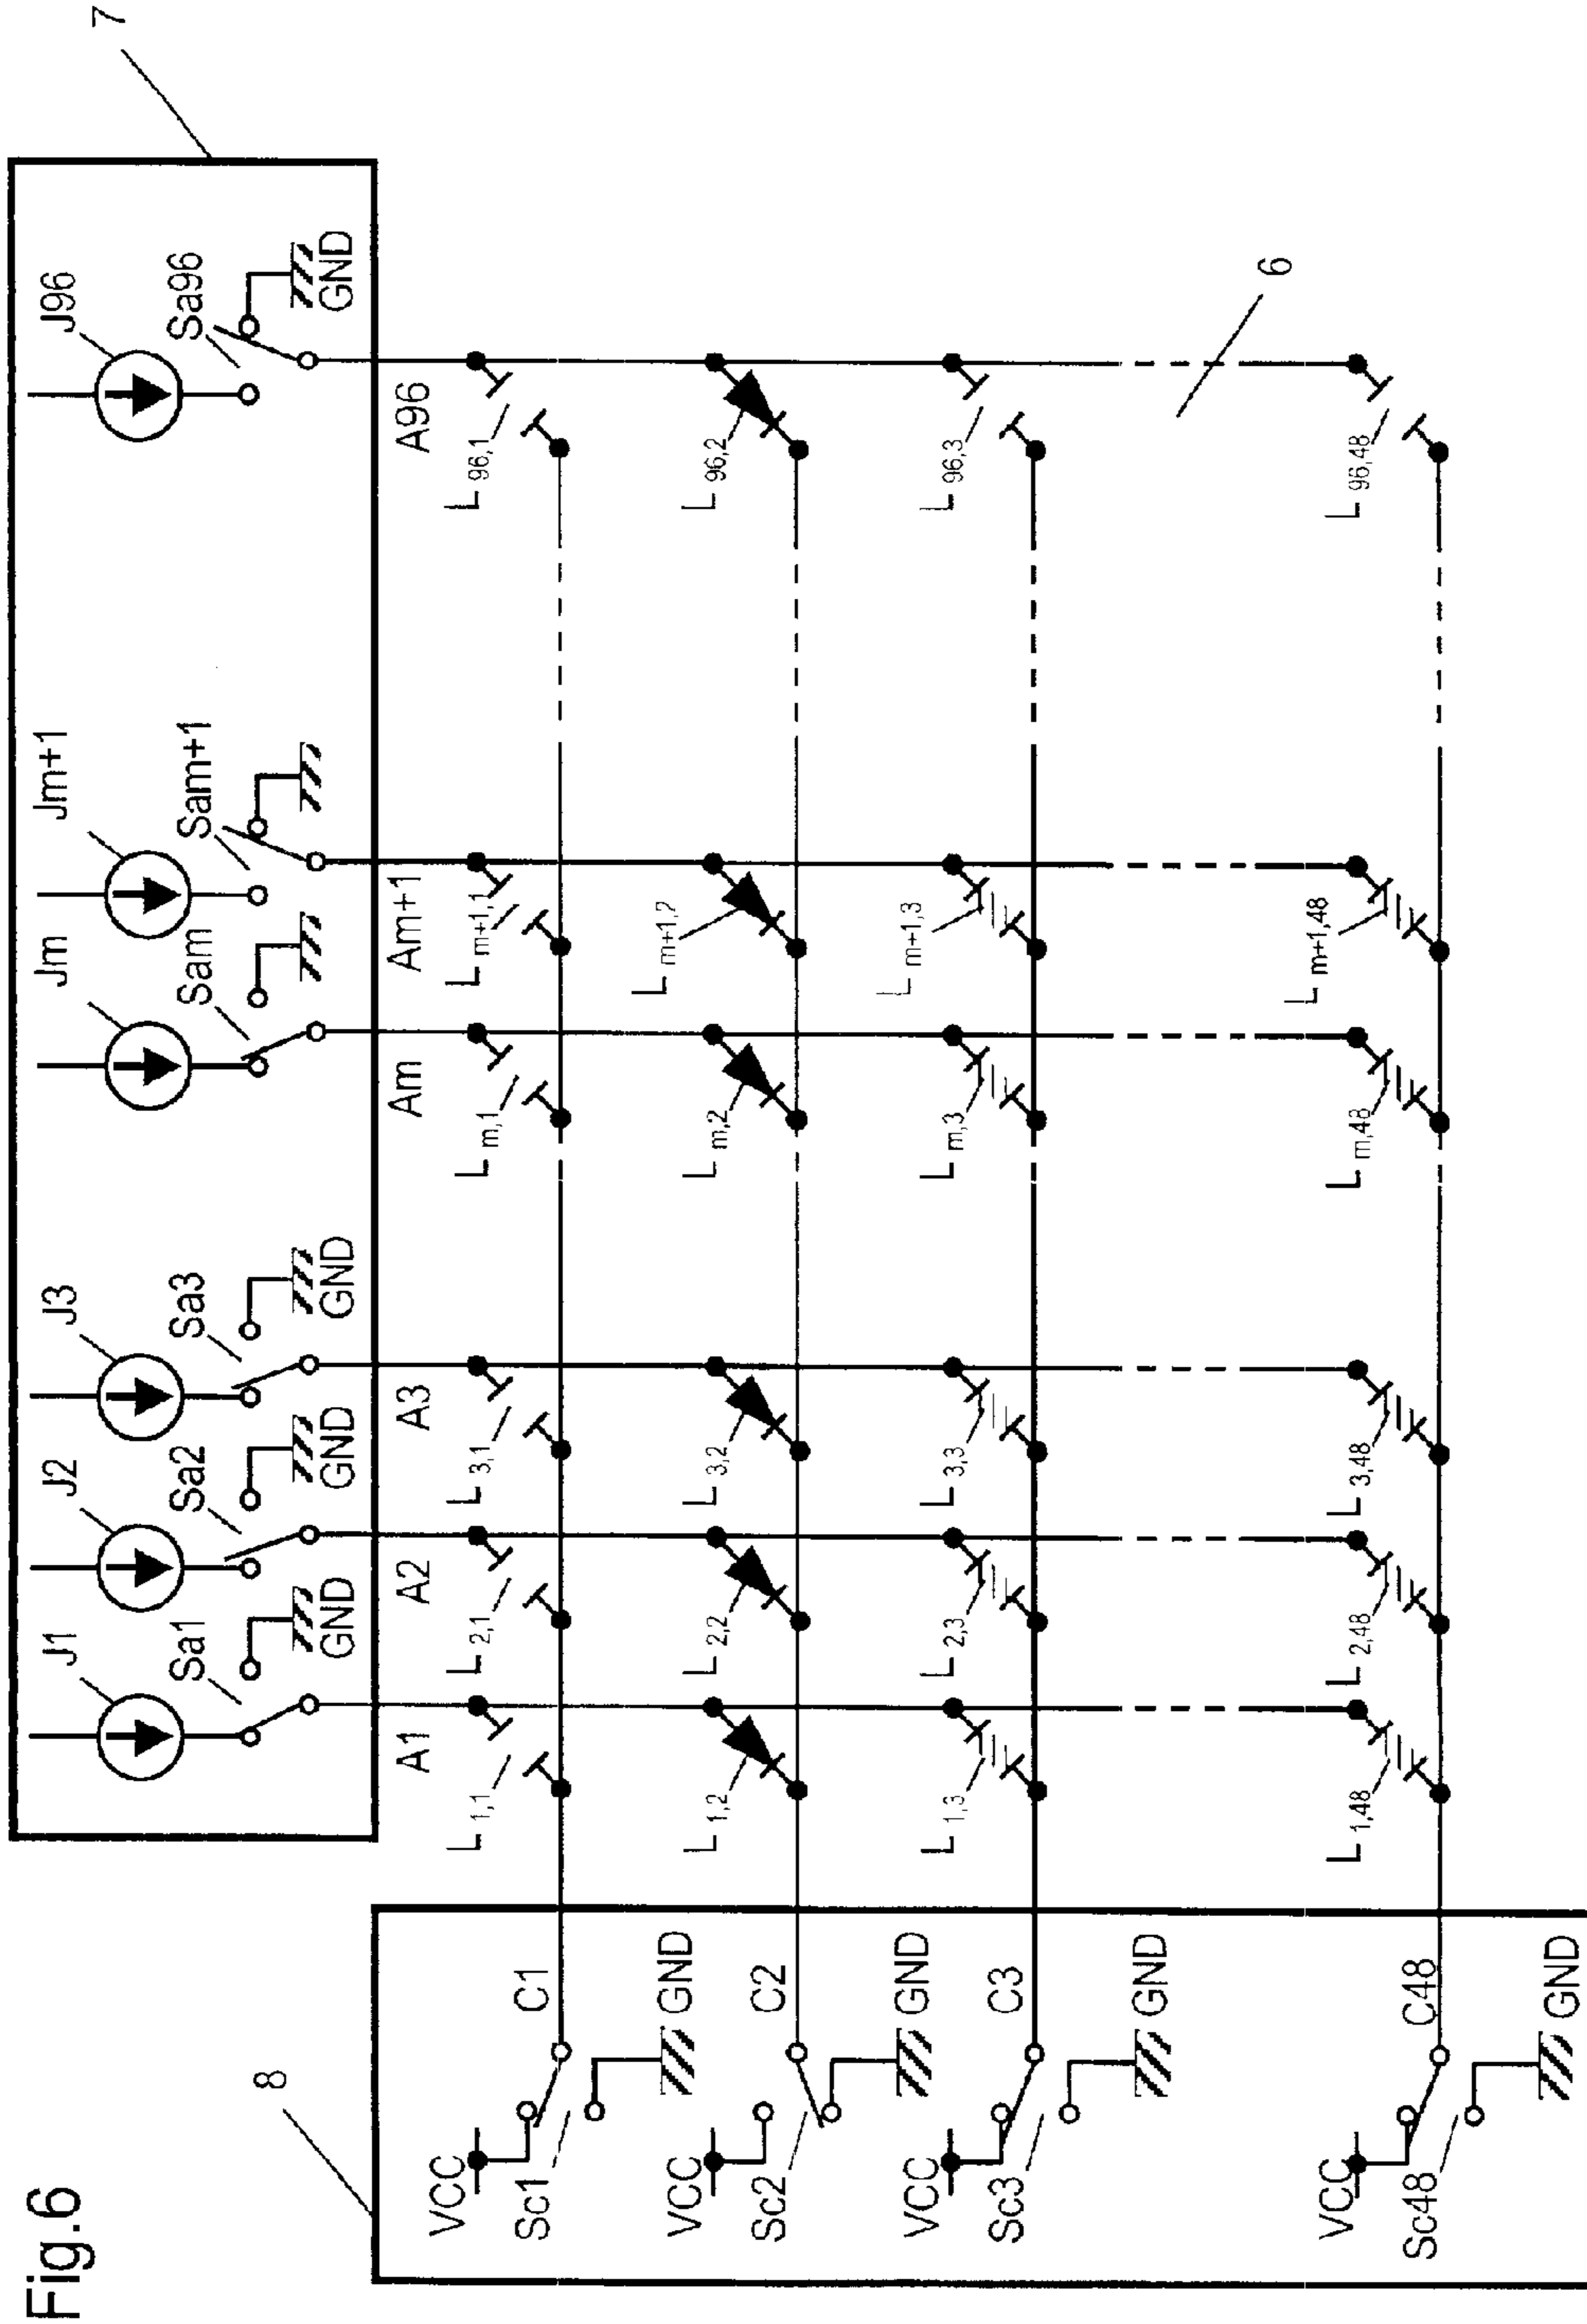 Fig.6
7
J1
J2
J3
Jm
Jm+1
J96
Sa1
Sa2
Sa3
Sam
Sam+1
Sa96
GND
GND
GND
GND
8
A1
A2
A3
Am
Am+1
A96
VCC
Sc1
C1
GND
L1,1
L2,1
L3,1
Lm,1
Lm+1,1
L96,1
VCC
Sc2
C2
GND
L1,2
L2,2
L3,2
Lm,2
Lm+1,2
L96,2
VCC
Sc3
C3
GND
L1,3
L2,3
L3,3
Lm,3
Lm+1,3
L96,3
6
VCC
Sc48
C48
GND
L1,48
L2,48
L3,48
Lm,48
Lm+1,48
L96,48